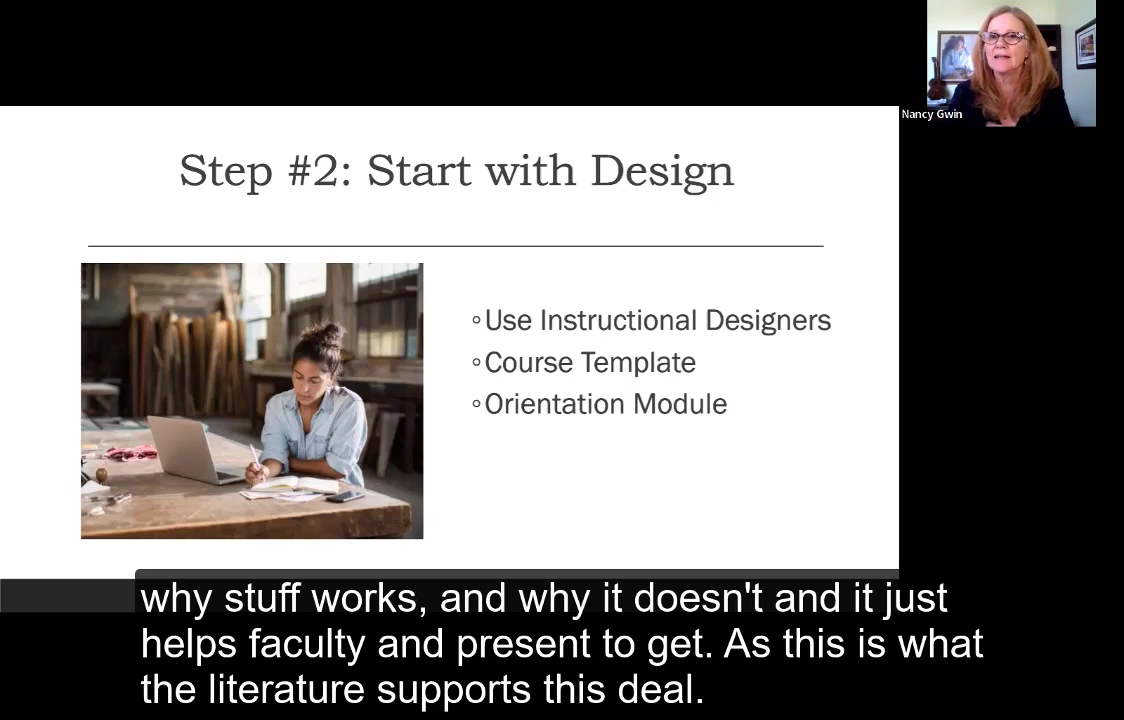 Nancy Gwin
Step #2: Start with Design
◦Use Instructional Designers
◦Course Template
◦Orientation Module
why stuff works, and why it doesn't and it just
helps faculty and present to get. As this is what
the literature supports this deal.